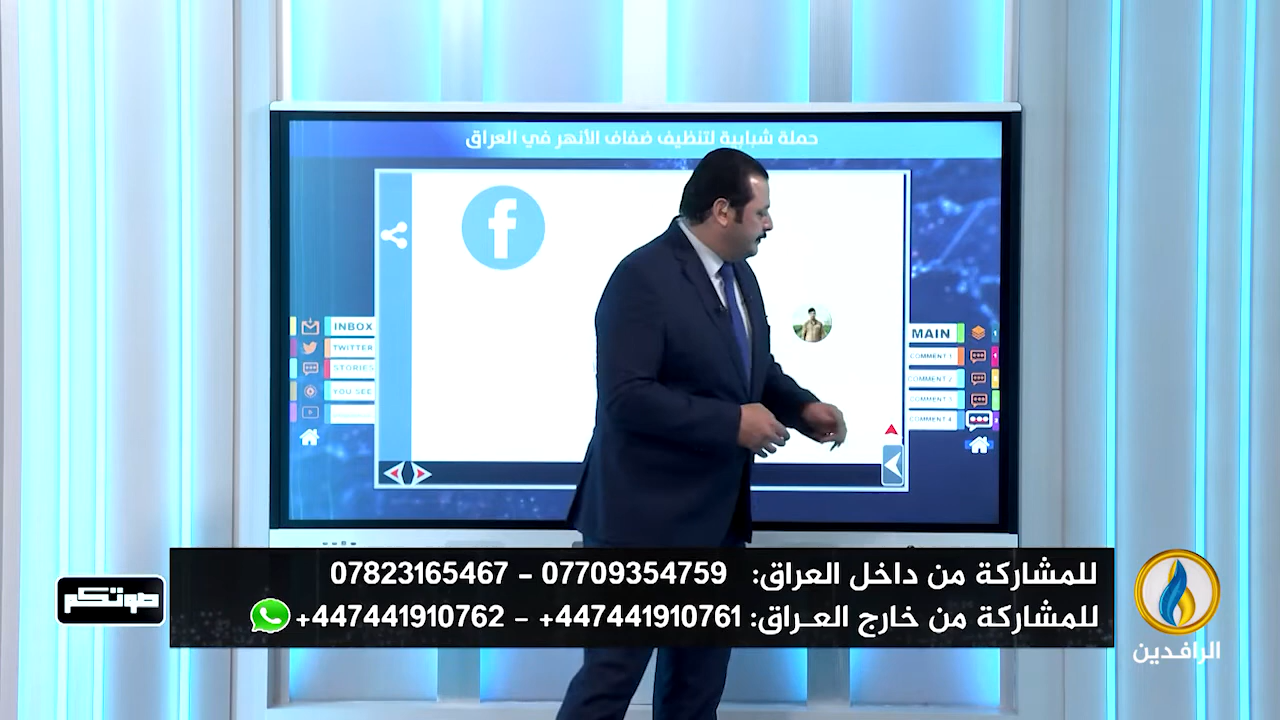 حملة شبابية لتنظيف ضفاف الأنهر في العراق
f
INBOX
TWITTER
STORIES
YOU SEE
MAIN
COMMENT 1
COMMENT 2
COMMENT 3
COMMENT 4
للمشاركة من داخل العراق: 07709354759 - 07823165467
للمشاركة من خارج العـراق: 447441910761+ - 447441910762+
صوتكم
الرافدين